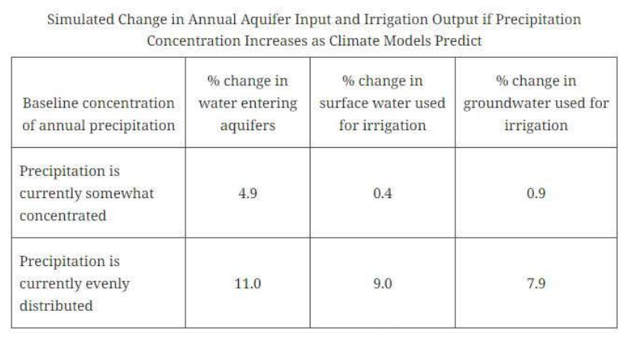 Simulated Change in Annual Aquifer Input and Irrigation Output if Precipitation
Concentration Increases as Climate Models Predict
Baseline concentration
of annual precipitation
% change in
water entering
aquifers
% change in
surface water used
for irrigation
% change in
groundwater used for
irrigation
Precipitation is
currently somewhat
concentrated
4.9
0.4
0.9
Precipitation is
currently evenly
distributed
11.0
9.0
7.9